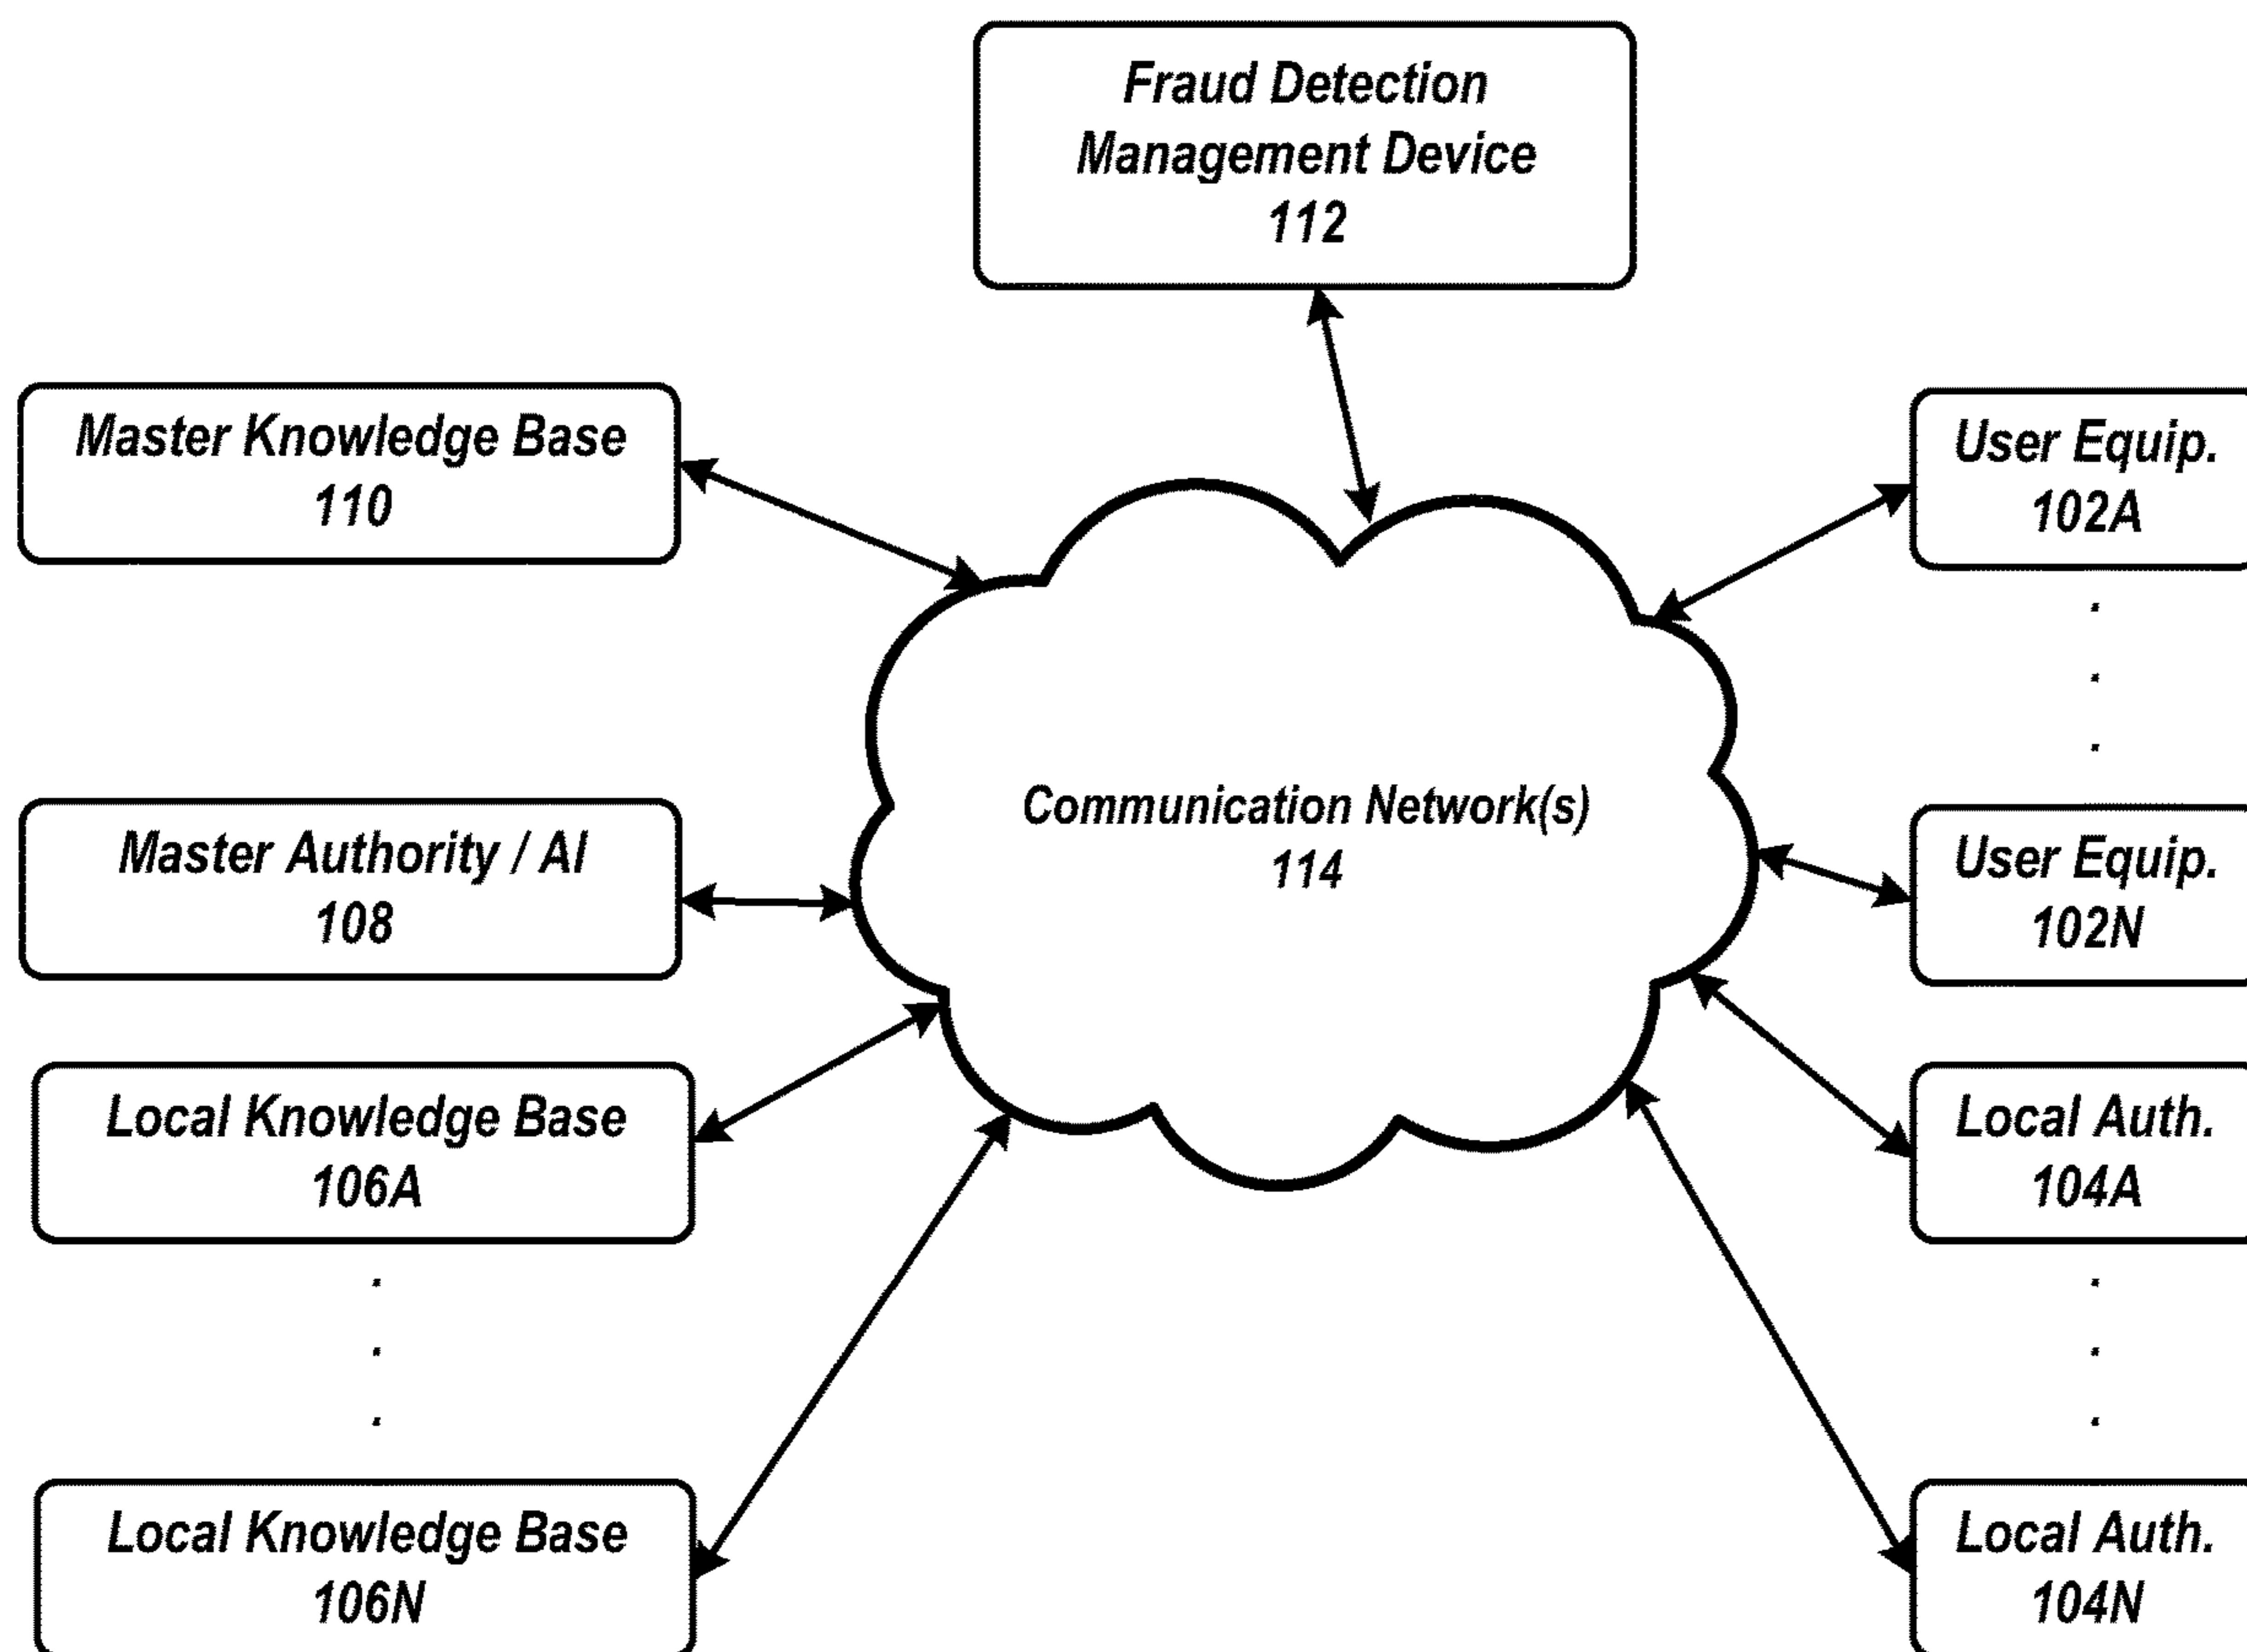 Fraud Detection
Management Device
112
Master Knowledge Base
110
User Equip.
102A
Communication Network(s)
114
Master Authority / AI
108
User Equip.
102N
Local Knowledge Base
106A
Local Auth.
104A
Local Knowledge Base
106N
Local Auth.
104N